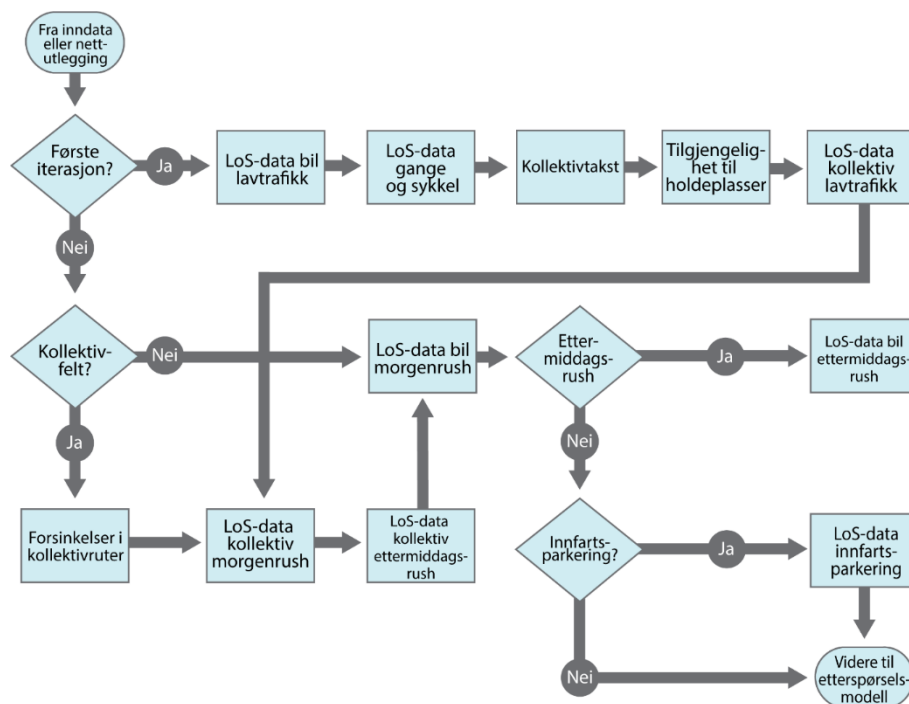 Fra inndata
eller nett-
utlegging
Første
iterasjon?
Ja
LoS-data bil
lavtrafikk
LoS-data
gange
og sykkel
Kollektivtakst
Tilgjengelig-
het til
holdeplasser
LoS-data
kollektiv
lavtrafikk
Nei
Kollektiv-
felt?
Nei
LoS-data bil
morgenrush
Etter-
middags-
rush
Ja
LoS-data bil
ettermiddags-
rush
Ja
Nei
Forsinkelser i
kollektivruter
LoS-data
kollektiv
morgenrush
LoS-data
kollektiv
ettermiddags-
rush
Innfarts-
parkering?
Ja
LoS-data
innfarts-
parkering
Nei
Videre til
etterspørsels-
modell